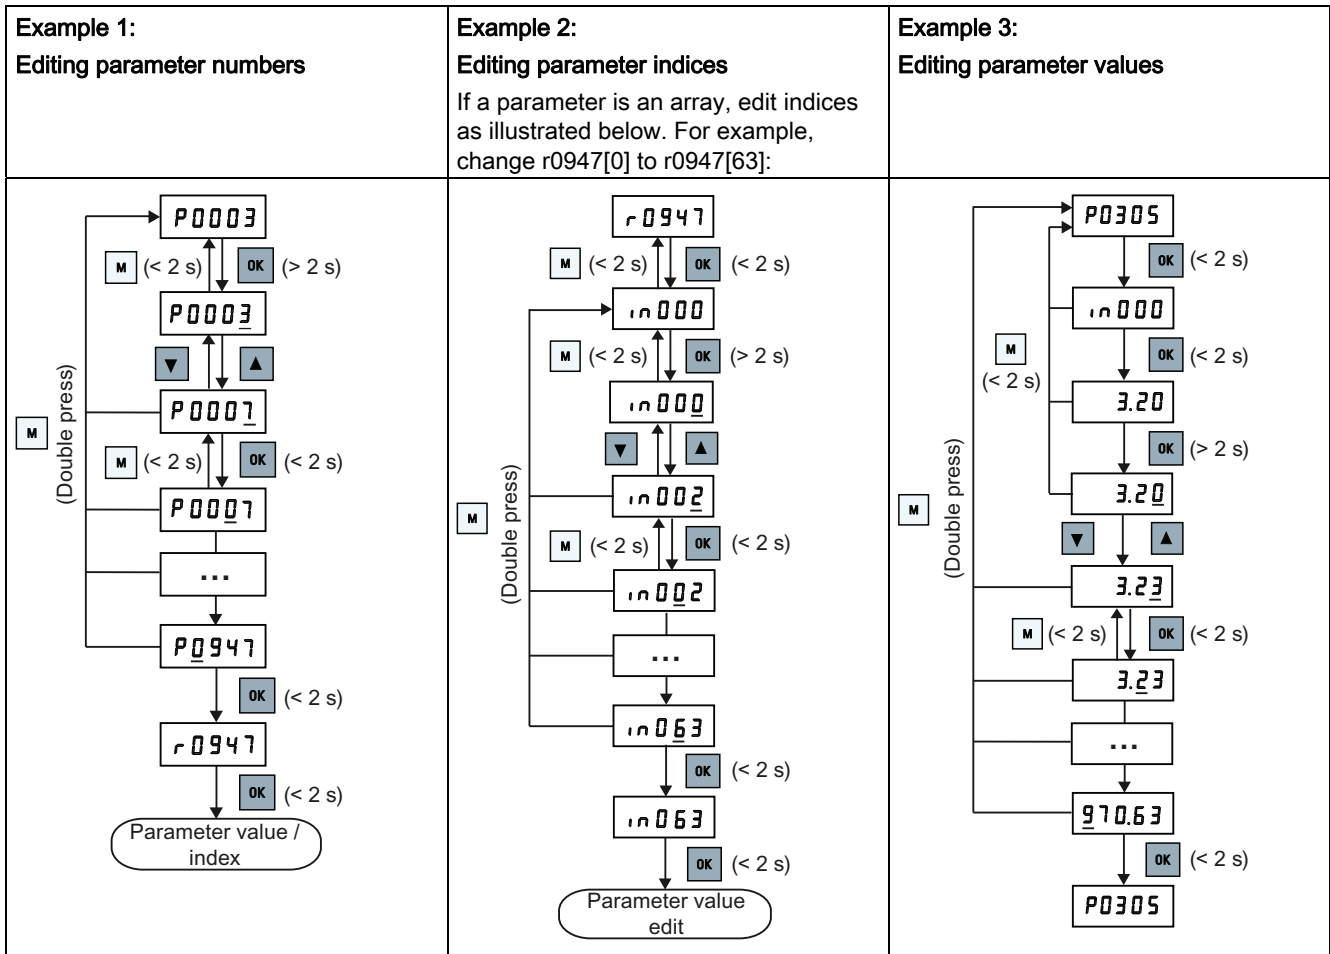 Example 1:
Editing parameter numbers
Example 2:
Editing parameter indices
If a parameter is an array, edit indices
as illustrated below. For example,
change r0947[0] to r0947[63]:
Example 3:
Editing parameter values
P0003
M (< 2 s) OK (> 2 s)
P0003
▼ ▲
P0007
M (Double press)
M (< 2 s) OK (< 2 s)
P0007
...
P0947
OK (< 2 s)
r0947
OK (< 2 s)
Parameter value /
index
r0947
M (< 2 s) OK (< 2 s)
in000
M (< 2 s) OK (> 2 s)
in000
▼ ▲
in002
M (Double press)
M (< 2 s) OK (< 2 s)
in002
...
in063
OK (< 2 s)
in063
OK (< 2 s)
Parameter value
edit
P0305
OK (< 2 s)
in000
M
(< 2 s)
OK (< 2 s)
3.20
OK (> 2 s)
3.20
M (Double press)
▼ ▲
3.23
M (< 2 s) OK (< 2 s)
3.23
...
970.63
OK (< 2 s)
P0305